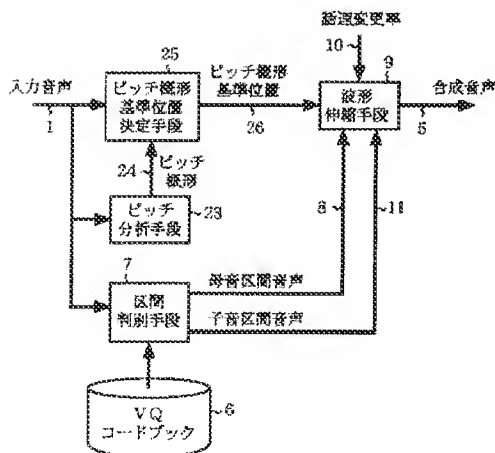 話速変更率
10
25
9
入力音声
1
ピッチ概形
基準位置
決定手段
ピッチ概形
基準位置
26
波形
伸縮手段
合成音声
5
24
ピッチ
概形
ピッチ
分析手段
23
8
11
7
区間
判別手段
母音区間音声
子音区間音声
VQ
コードブック
6